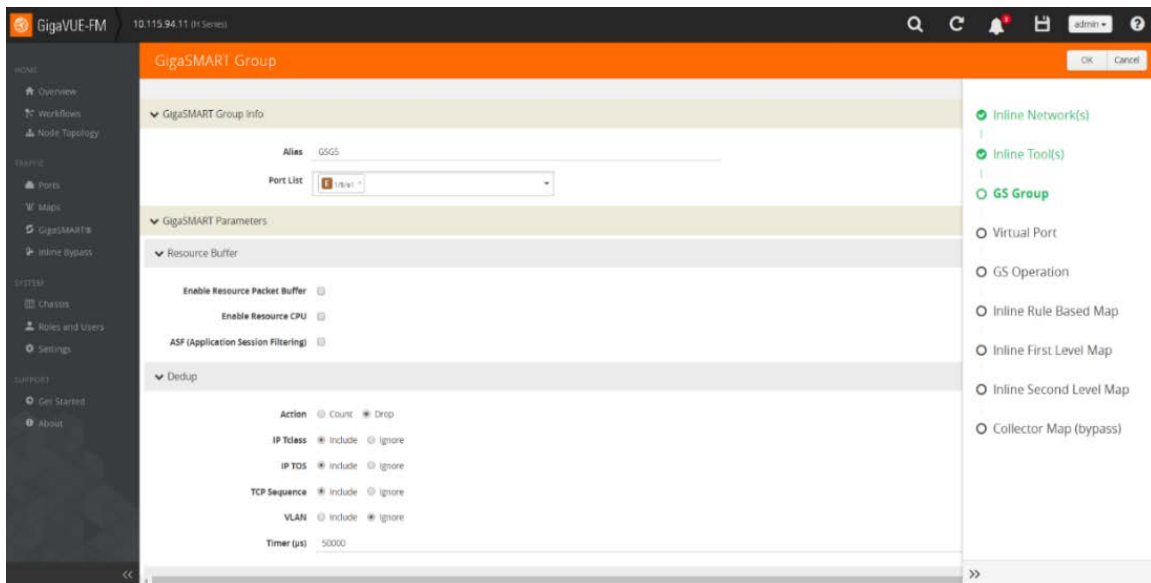 GigaVUE-FM 10.115.94.11 (H Series) admin
GigaSMART Group OK Cancel
HOME
Overview
Workflows
Node Topology
TRAFFIC
Ports
Maps
GigaSMART®
Inline Bypass
SYSTEM
Chassis
Roles and Users
Settings
SUPPORT
Get Started
About
GigaSMART Group Info
Alias GSG5
Port List E
GigaSMART Parameters
Resource Buffer
Enable Resource Packet Buffer
Enable Resource CPU
ASF (Application Session Filtering)
Dedup
Action Count Drop
IP Tclass Include Ignore
IP TOS Include Ignore
TCP Sequence Include Ignore
VLAN Include Ignore
Timer (µs) 50000
Inline Network(s)
Inline Tool(s)
GS Group
Virtual Port
GS Operation
Inline Rule Based Map
Inline First Level Map
Inline Second Level Map
Collector Map (bypass)